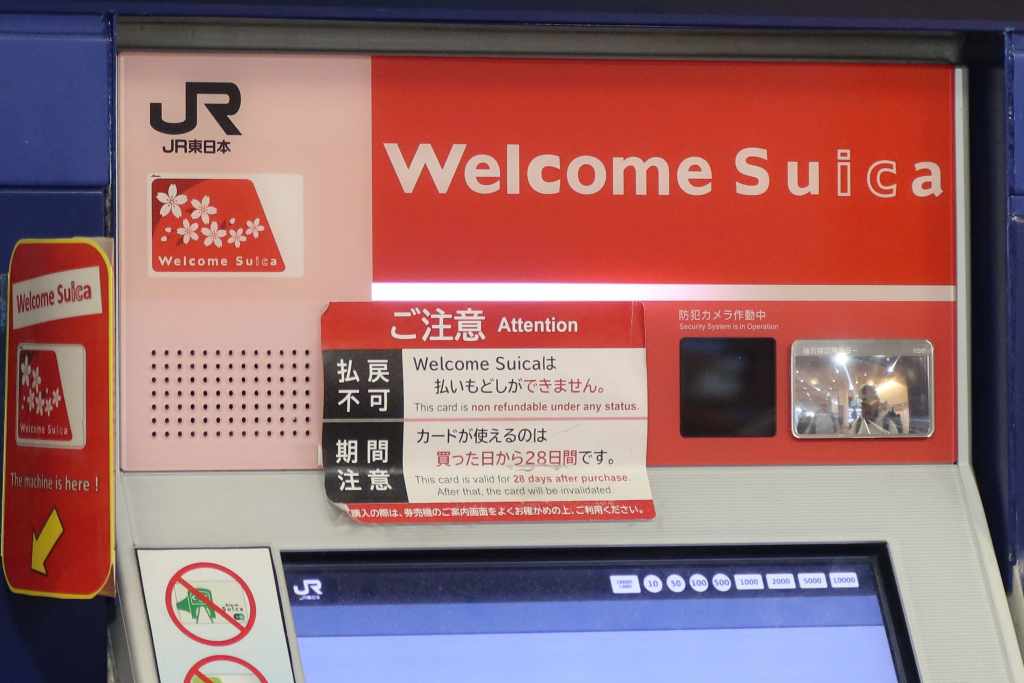 JR
JR東日本
Welcome Suica
Welcome Suica
Welcome Suica
Welcome Suica
The machine is here !
防犯カメラ作動中
Security System is in Operation
ご注意 Attention
払戻
不可
Welcome Suicaは
払いもどしができません。
This card is non refundable under any status.
期間
注意
カードが使えるのは
買った日から28日間です。
This card is valid for 28 days after purchase.
After that, the card will be invalidated.
購入の際は、券売機のご案内画面をよくお確かめの上、ご利用ください。
JR
10 50 100 500 1000 2000 5000 10000